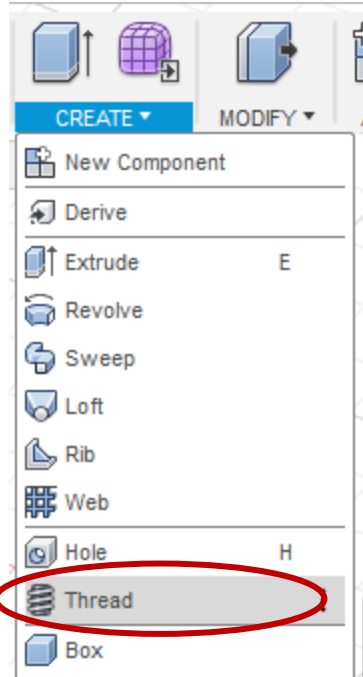 CREATE ▾ MODIFY ▾
New Component
Derive
Extrude E
Revolve
Sweep
Loft
Rib
Web
Hole H
Thread
Box